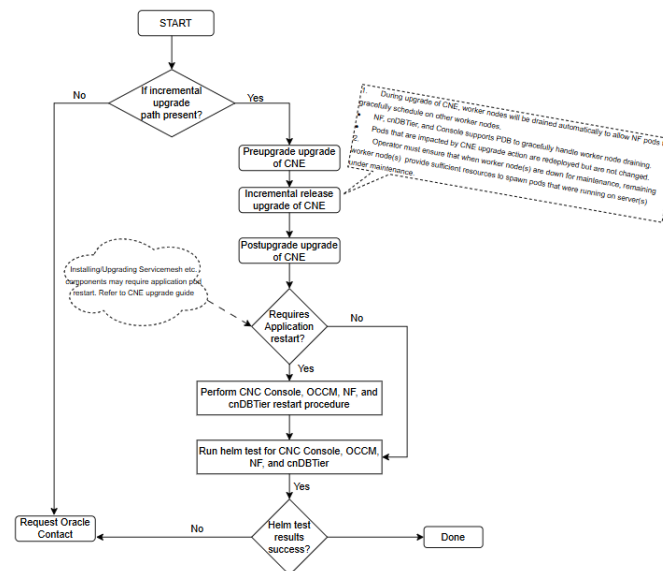 START
If incremental
upgrade
path present?
No
Yes
1. During upgrade of CNE, worker nodes will be drained automatically to allow NF pods t
gracefully schedule on other worker nodes.
• NF, cnDBTier, and Console supports PDB to gracefully handle worker node draining.
• Pods that are impacted by CNE upgrade action are redeployed but are not changed.
2. Operator must ensure that when worker node(s) are down for maintenance, remaining
worker node(s) provide sufficient resources to spawn pods that were running on server(s)
under maintenance.
Preupgrade upgrade
of CNE
Incremental release
upgrade of CNE
Postupgrade upgrade
of CNE
Installing/Upgrading Servicemesh etc.
components may require application pod
restart. Refer to CNE upgrade guide
Requires
Application
restart?
No
Yes
Perform CNC Console, OCCM, NF, and
cnDBTier restart procedure
Run helm test for CNC Console, OCCM,
NF, and cnDBTier
Yes
Request Oracle
Contact
No
Helm test
results
success?
Done